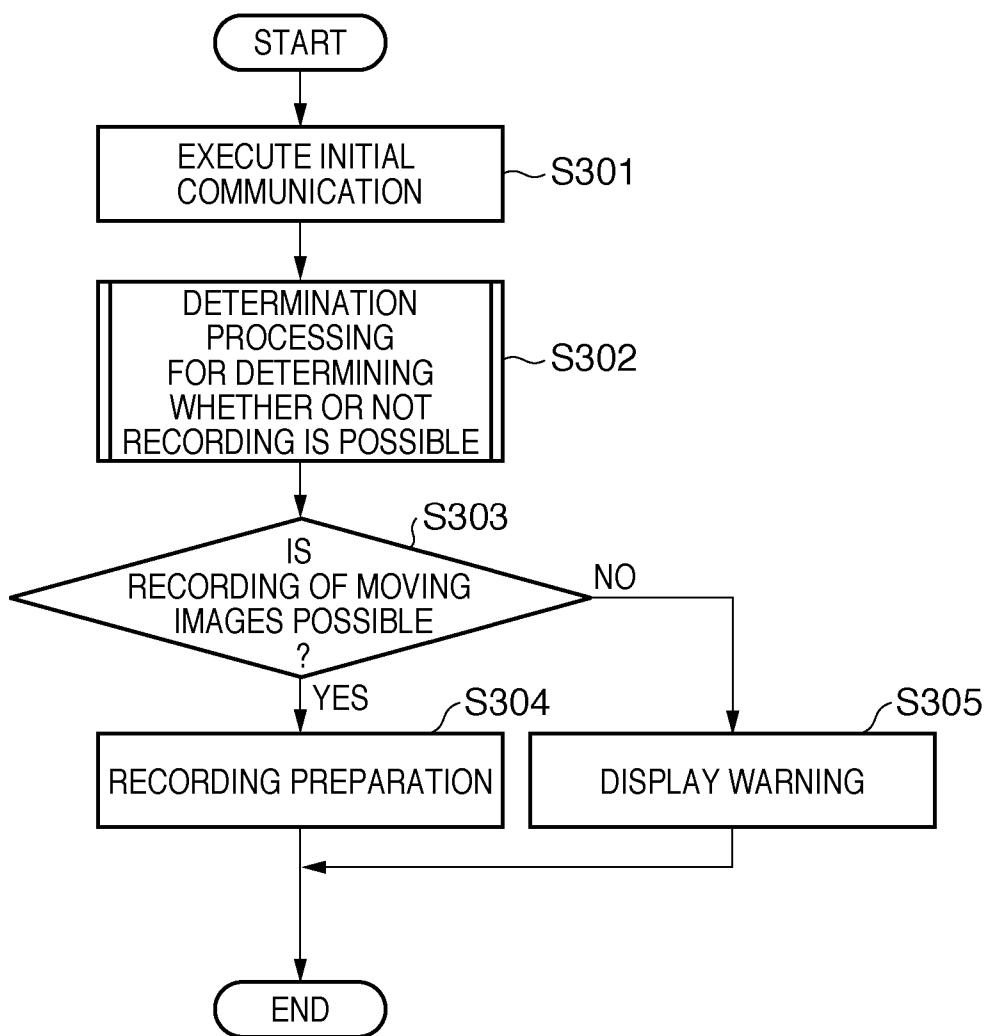 START
EXECUTE INITIAL
COMMUNICATION
S301
DETERMINATION
PROCESSING
FOR DETERMINING
WHETHER OR NOT
RECORDING IS POSSIBLE
S302
S303
IS
RECORDING OF MOVING
IMAGES POSSIBLE
?
NO
YES
S304
RECORDING PREPARATION
S305
DISPLAY WARNING
END